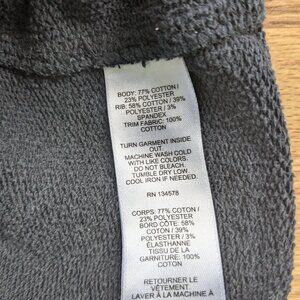 BODY: 77% COTTON /
23% POLYESTER
RIB: 58% COTTON / 39%
POLYESTER / 3%
SPANDEX
TRIM FABRIC: 100%
COTTON
TURN GARMENT INSIDE
OUT.
MACHINE WASH COLD
WITH LIKE COLORS.
DO NOT BLEACH.
TUMBLE DRY LOW.
COOL IRON IF NEEDED.
RN 134578
CORPS: 77% COTON /
23% POLYESTER
BORD CÔTE: 58%
COTON / 39%
POLYESTER / 3%
ÉLASTHANNE
TISSU DE LA
GARNITURE: 100%
COTON
RETOURNER LE
VÊTEMENT
LAVER À LA MACHINE À